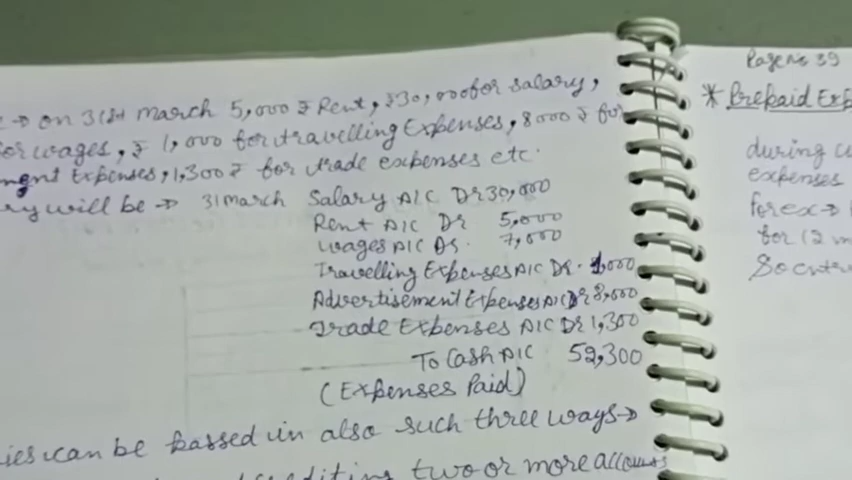 on 31st march 5,000 ₹ Rent, ₹30,000 for salary,
for wages, ₹ 1,000 for travelling Expenses, 8000 ₹ for
Expenses, 1,300 ₹ for trade expenses etc.
will be → 31 march Salary A/C Dr 30,000
Rent A/C Dr 5,000
wages A/C Dr. 7,000
Travelling Expenses A/C Dr. 1,000
Advertisement Expenses A/C Dr 8,000
Trade Expenses A/C Dr 1,300
To Cash A/C 52,300
(Expenses Paid)
can be passed in also such three ways →
two or more accounts
Page No 39
* Prepaid
during
expenses
for ex →
for 12
So